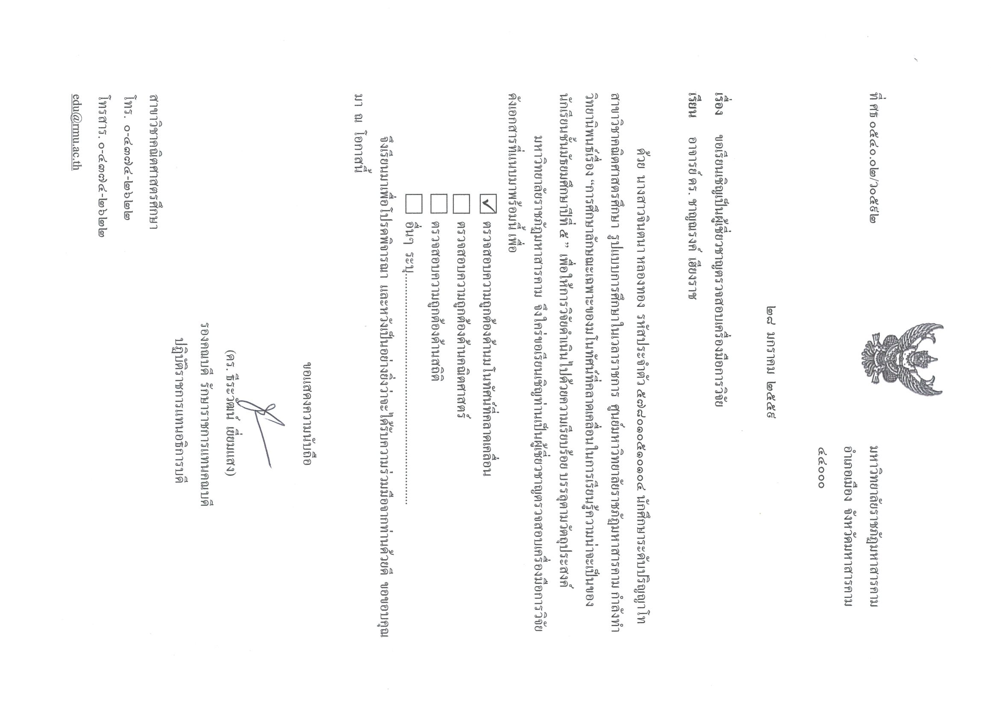 ที่ ศธ ๐๕๔๐.๐๒/ว๐๕๕๒
มหาวิทยาลัยราชภัฏมหาสารคาม
อำเภอเมือง จังหวัดมหาสารคาม
๔๔๐๐๐
๒๘ มกราคม ๒๕๕๙
เรื่อง ขอเรียนเชิญเป็นผู้เชี่ยวชาญตรวจสอบเครื่องมือการวิจัย
เรียน อาจารย์ ดร. ชาญณรงค์ เฮียงราช
ด้วย นางสาวจินตนา หลองทอง รหัสประจำตัว ๕๗๘๐๑๐๕๑๐๑๐๔ นักศึกษาระดับปริญญาโท
สาขาวิชาคณิตศาสตรศึกษา รูปแบบการศึกษาในเวลาราชการ ศูนย์มหาวิทยาลัยราชภัฏมหาสารคาม กำลังทำ
วิทยานิพนธ์เรื่อง “การศึกษาลักษณะเฉพาะของมโนทัศน์ที่คลาดเคลื่อนในการเรียนรู้ความน่าจะเป็นของ
นักเรียนชั้นมัธยมศึกษาปีที่ ๕ ” เพื่อให้การวิจัยดำเนินไปด้วยความเรียบร้อย บรรลุตามวัตถุประสงค์
มหาวิทยาลัยราชภัฏมหาสารคาม จึงใคร่ขอเรียนเชิญท่านเป็นผู้เชี่ยวชาญตรวจสอบเครื่องมือการวิจัย
ดังเอกสารที่แนบมาพร้อมนี้ เพื่อ
☑ ตรวจสอบความถูกต้องด้านมโนทัศน์ที่คลาดเคลื่อน
☐ ตรวจสอบความถูกต้องด้านคณิตศาสตร์
☐ ตรวจสอบความถูกต้องด้านสถิติ
☐ อื่นๆ ระบุ..........................................................................
จึงเรียนมาเพื่อโปรดพิจารณา และหวังเป็นอย่างยิ่งว่าจะได้รับความร่วมมือจากท่านด้วยดี ขอขอบคุณ
มา ณ โอกาสนี้
ขอแสดงความนับถือ
(ดร. ธีระวัฒน์ เยี่ยมแสง)
รองคณบดี รักษาราชการแทนคณบดี
ปฏิบัติราชการแทนอธิการบดี
สาขาวิชาคณิตศาสตรศึกษา
โทร. ๐-๔๓๗๔-๒๖๒๒
โทรสาร. ๐-๔๓๗๔-๒๖๒๒
edu@rmu.ac.th